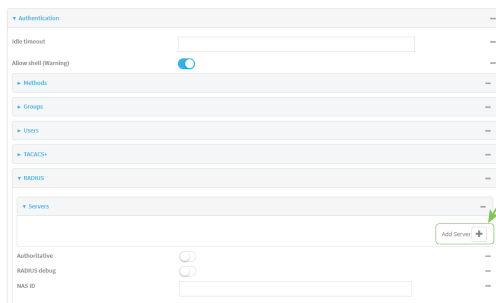 Authentication
Idle timeout
Allow shell (Warning)
Methods
Groups
Users
TACACS+
RADIUS
Servers
Add Server
Authoritative
RADIUS debug
NAS ID